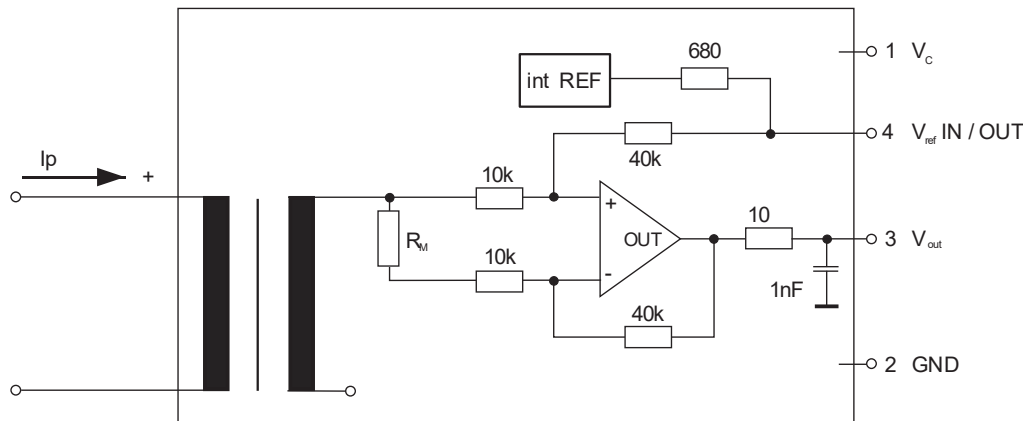 680
1 V_C
int REF
4 V_ref IN / OUT
40k
Ip
+
10k
+
10
OUT
3 V_out
R_M
10k
-
1nF
40k
2 GND